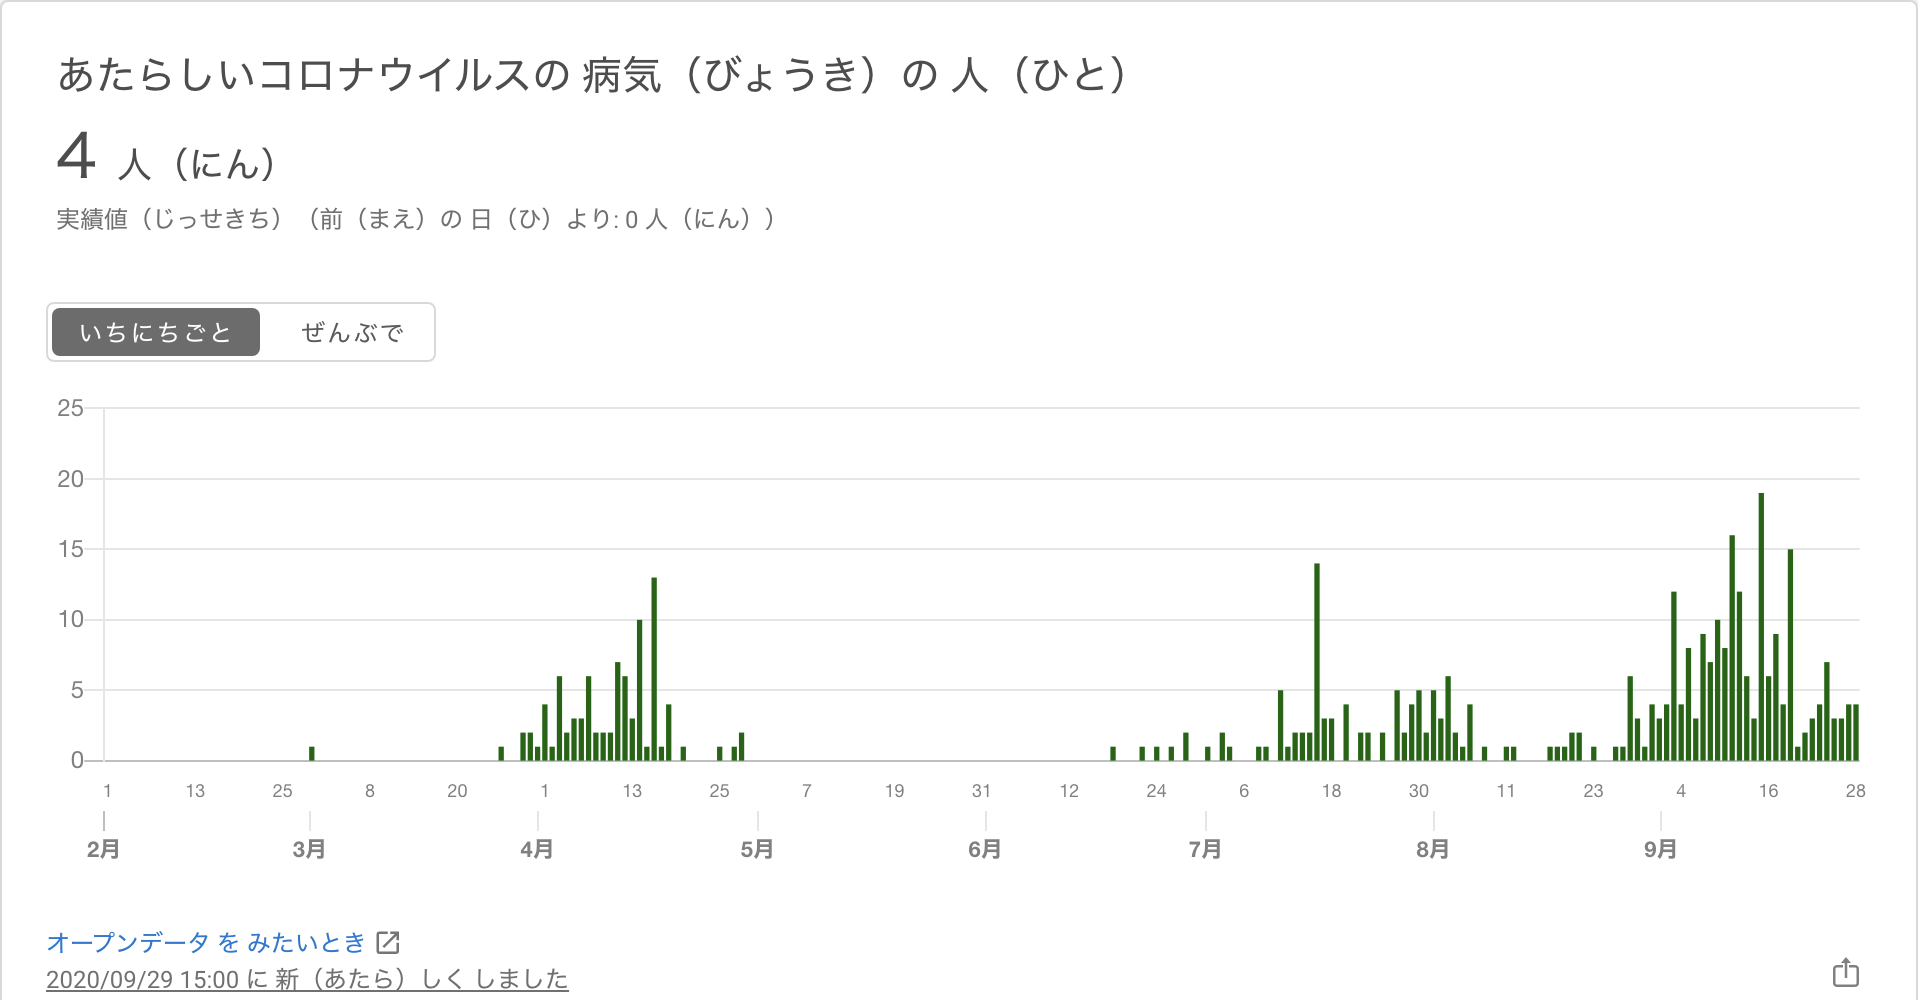 あたらしいコロナウイルスの 病気（びょうき）の 人（ひと）
4 人（にん）
実績値（じっせきち）（前（まえ）の 日（ひ）より: 0 人（にん））
いちにちごと ぜんぶで
25
20
15
10
5
0
1 13 25 8 20 1 13 25 7 19 31 12 24 6 18 30 11 23 4 16 28
2月 3月 4月 5月 6月 7月 8月 9月
オープンデータ を みたいとき
2020/09/29 15:00 に 新（あたら）しく しました